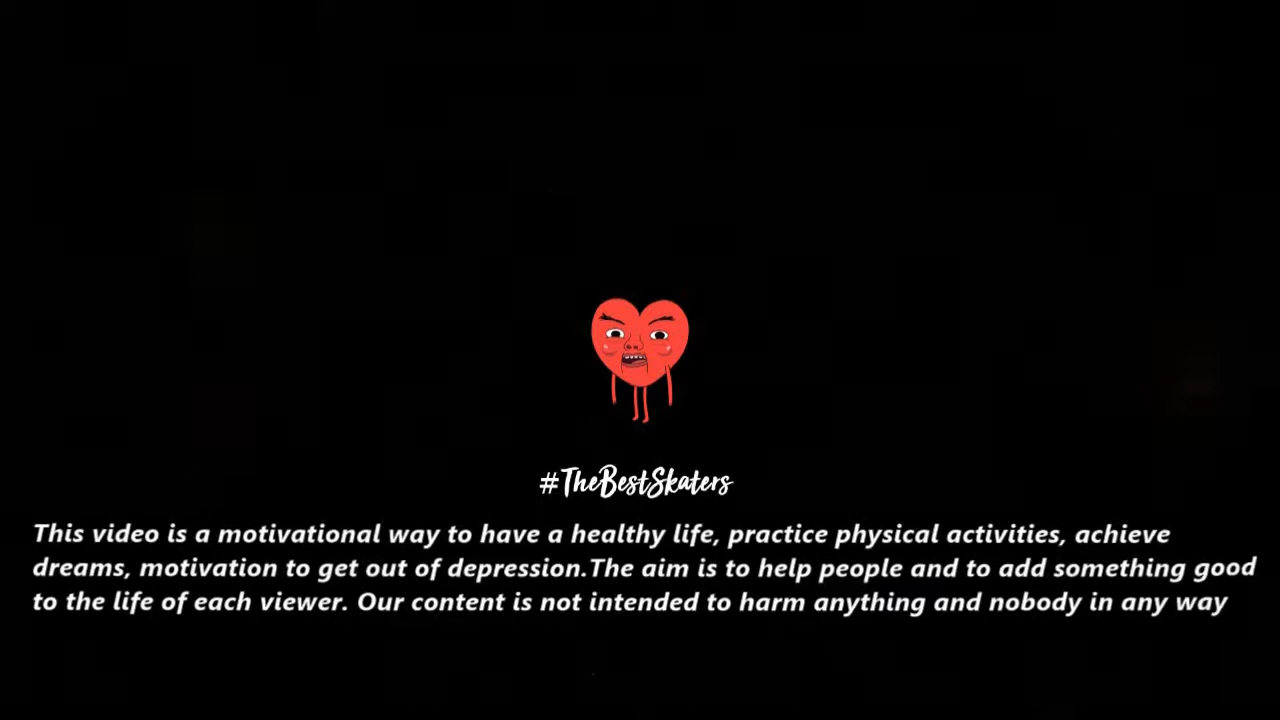 #TheBestSkaters
This video is a motivational way to have a healthy life, practice physical activities, achieve
dreams, motivation to get out of depression.The aim is to help people and to add something good
to the life of each viewer. Our content is not intended to harm anything and nobody in any way